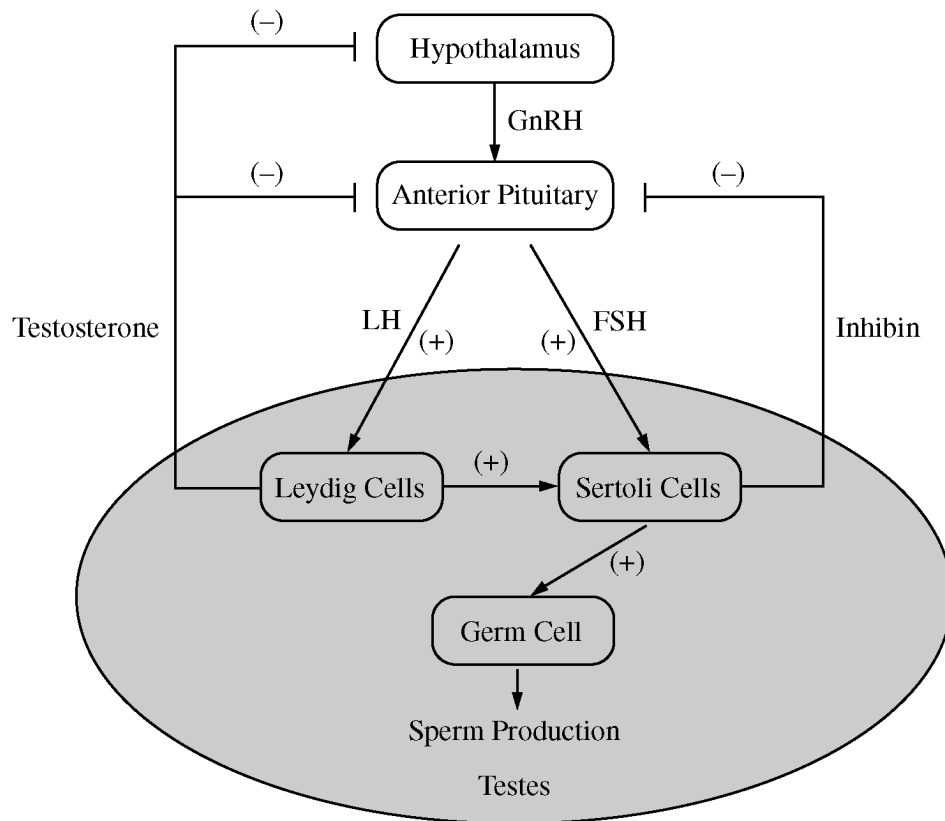 (–)
Hypothalamus
GnRH
(–)
Anterior Pituitary
(–)
Testosterone
LH
(+)
FSH
(+)
Inhibin
Leydig Cells
(+)
Sertoli Cells
(+)
Germ Cell
Sperm Production
Testes